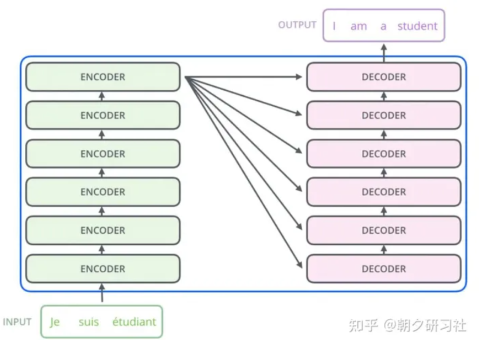 OUTPUT I am a student
ENCODER DECODER
ENCODER DECODER
ENCODER DECODER
ENCODER DECODER
ENCODER DECODER
ENCODER DECODER
INPUT Je suis étudiant
知乎 @朝夕研习社